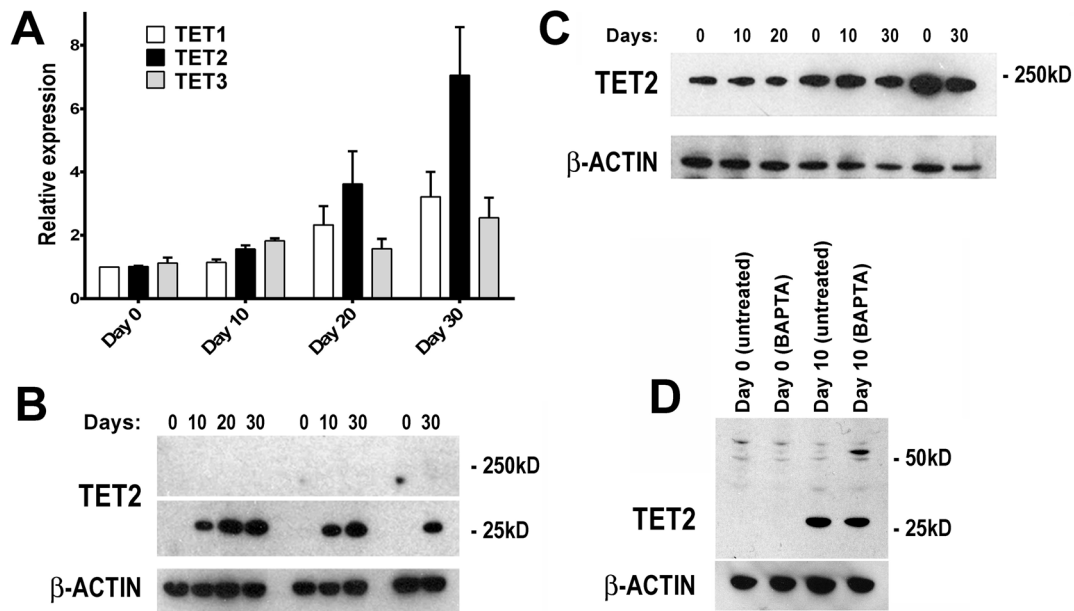 A
TET1
TET2
TET3
Relative expression
8
6
4
2
0
Day 0
Day 10
Day 20
Day 30
B
Days: 0 10 20 30 0 10 30 0 30
TET2
- 250kD
- 25kD
β-ACTIN
C
Days: 0 10 20 0 10 30 0 30
TET2
- 250kD
β-ACTIN
D
Day 0 (untreated)
Day 0 (BAPTA)
Day 10 (untreated)
Day 10 (BAPTA)
- 50kD
TET2
- 25kD
β-ACTIN